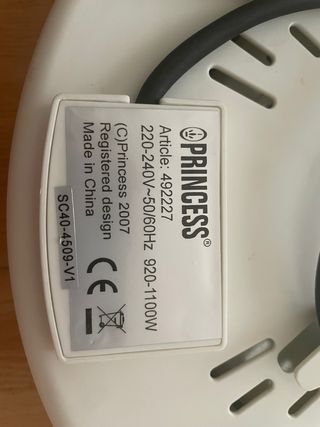 PRINCESS®
Article: 492227
220-240V~50/60Hz 920-1100W
(C)Princess 2007
Registered design
Made in China
CE
SC40-4509-V1